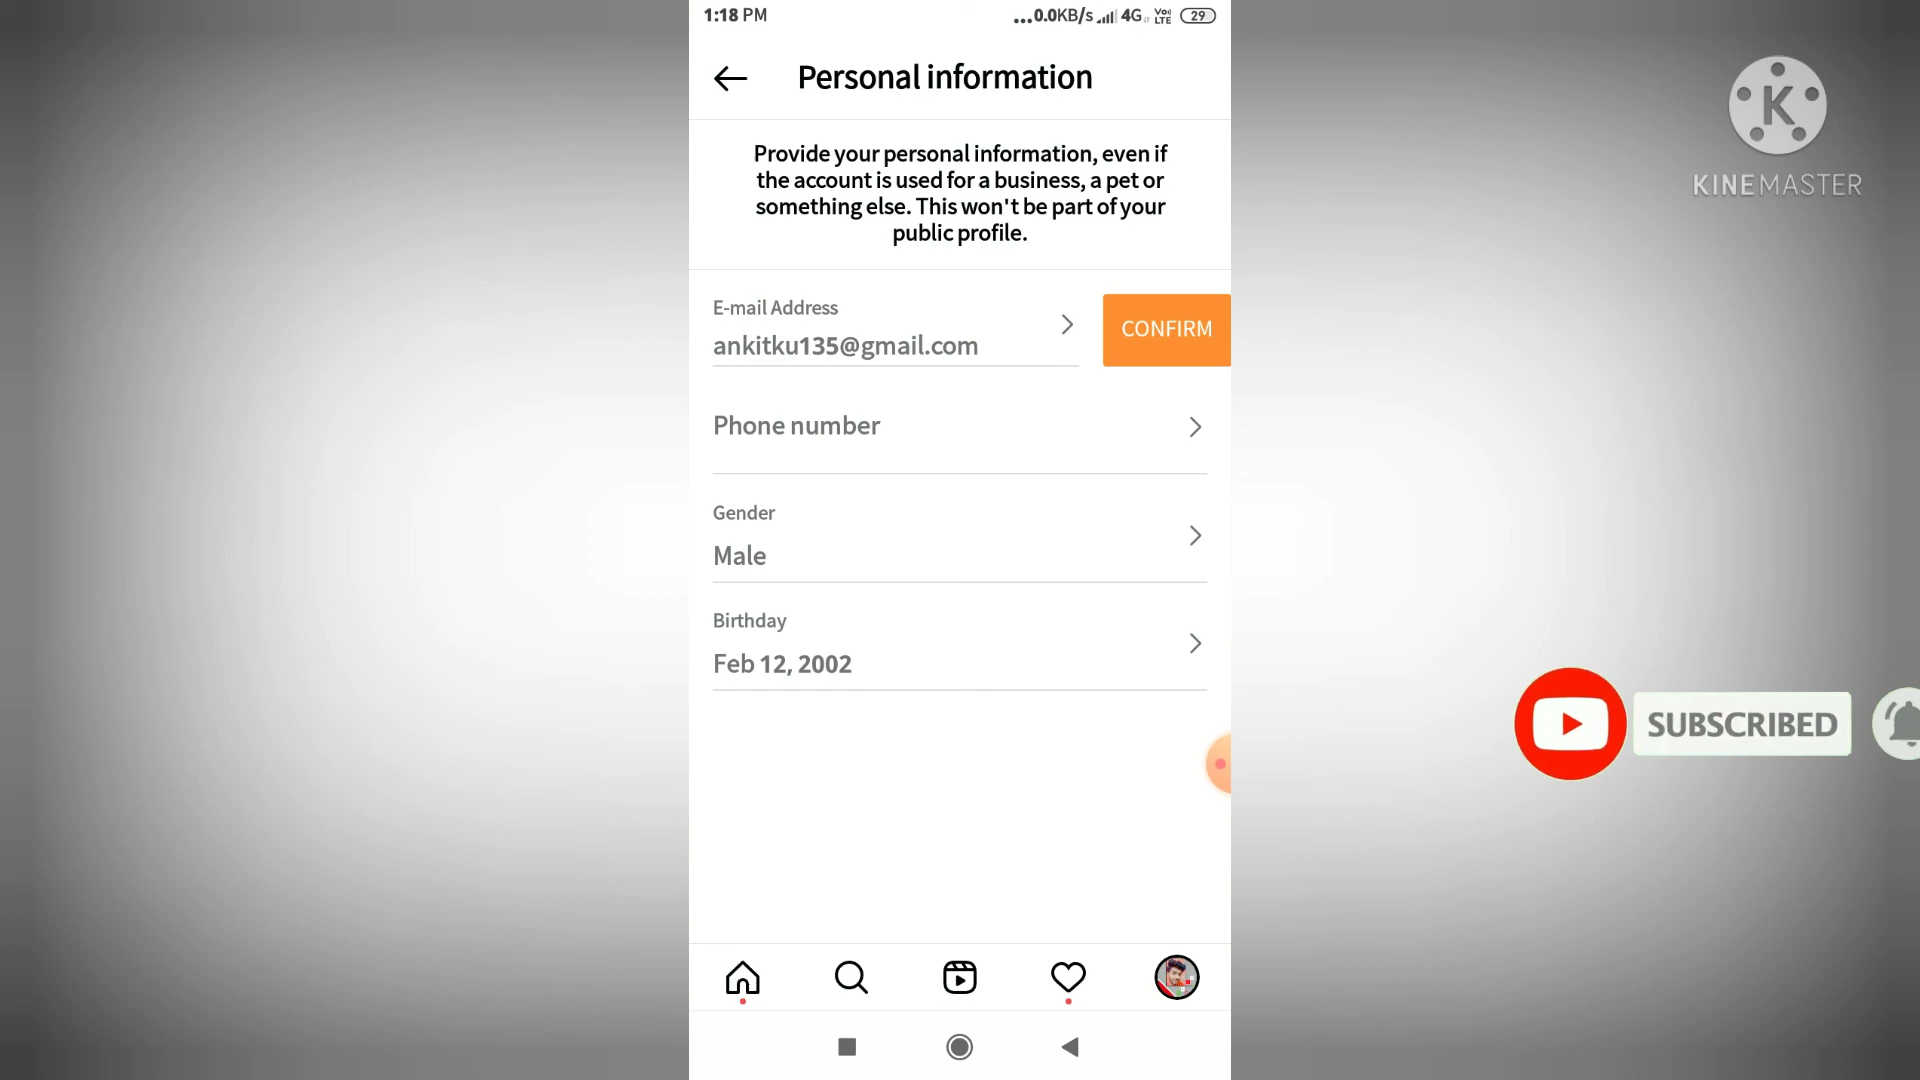 1:18 PM
...0.0KB/s 4G Vo LTE 29
KINEMASTER
Personal information
Provide your personal information, even if
the account is used for a business, a pet or
something else. This won't be part of your
public profile.
E-mail Address
ankitku135@gmail.com
CONFIRM
Phone number
Gender
Male
Birthday
Feb 12, 2002
SUBSCRIBED